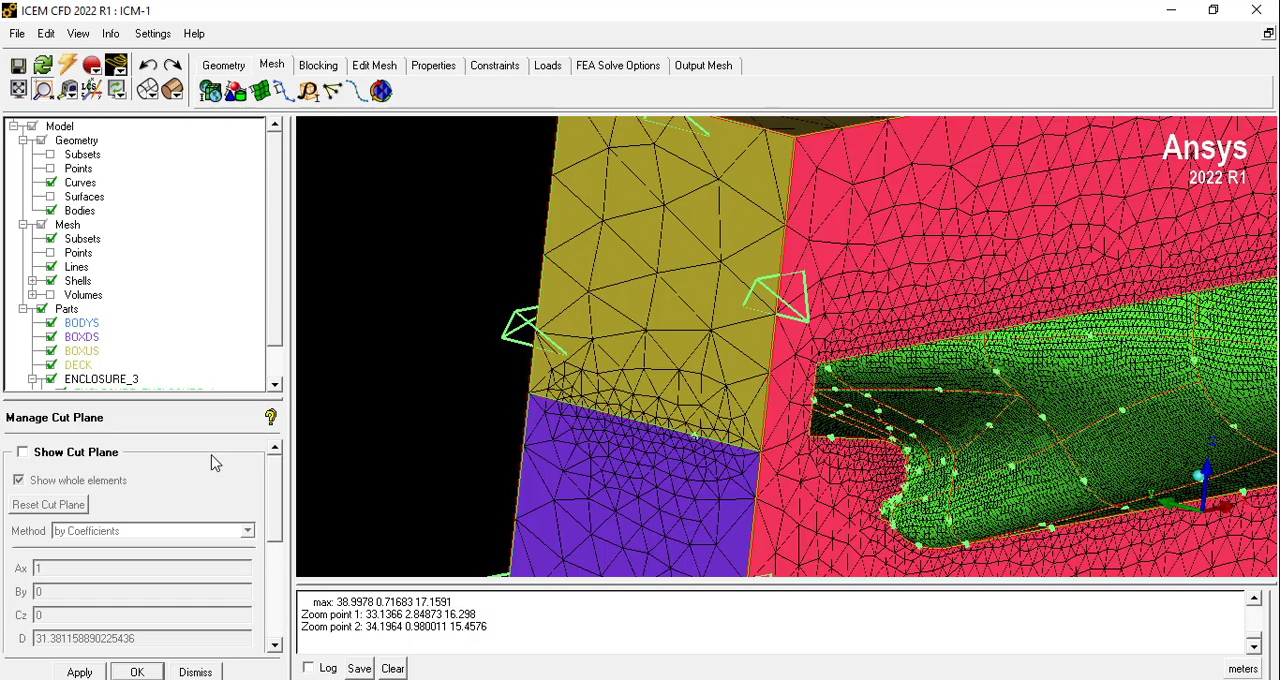 ICEM CFD 2022 R1 : ICM-1
File Edit View Info Settings Help
Geometry Mesh Blocking Edit Mesh Properties Constraints Loads FEA Solve Options Output Mesh
LCS
Model
Geometry
Subsets
Points
Curves
Surfaces
Bodies
Mesh
Subsets
Points
Lines
Shells
Volumes
Parts
BODYS
BOXDS
BOXUS
DECK
ENCLOSURE_3
Manage Cut Plane
Show Cut Plane
Show whole elements
Reset Cut Plane
Method by Coefficients
Ax 1
By 0
Cz 0
D 31.381158890225436
Apply OK Dismiss
Ansys
2022 R1
Z
max: 38.9978 0.71683 17.1591
Zoom point 1: 33.1366 2.84873 16.298
Zoom point 2: 34.1964 0.980011 15.4576
Log Save Clear
meters